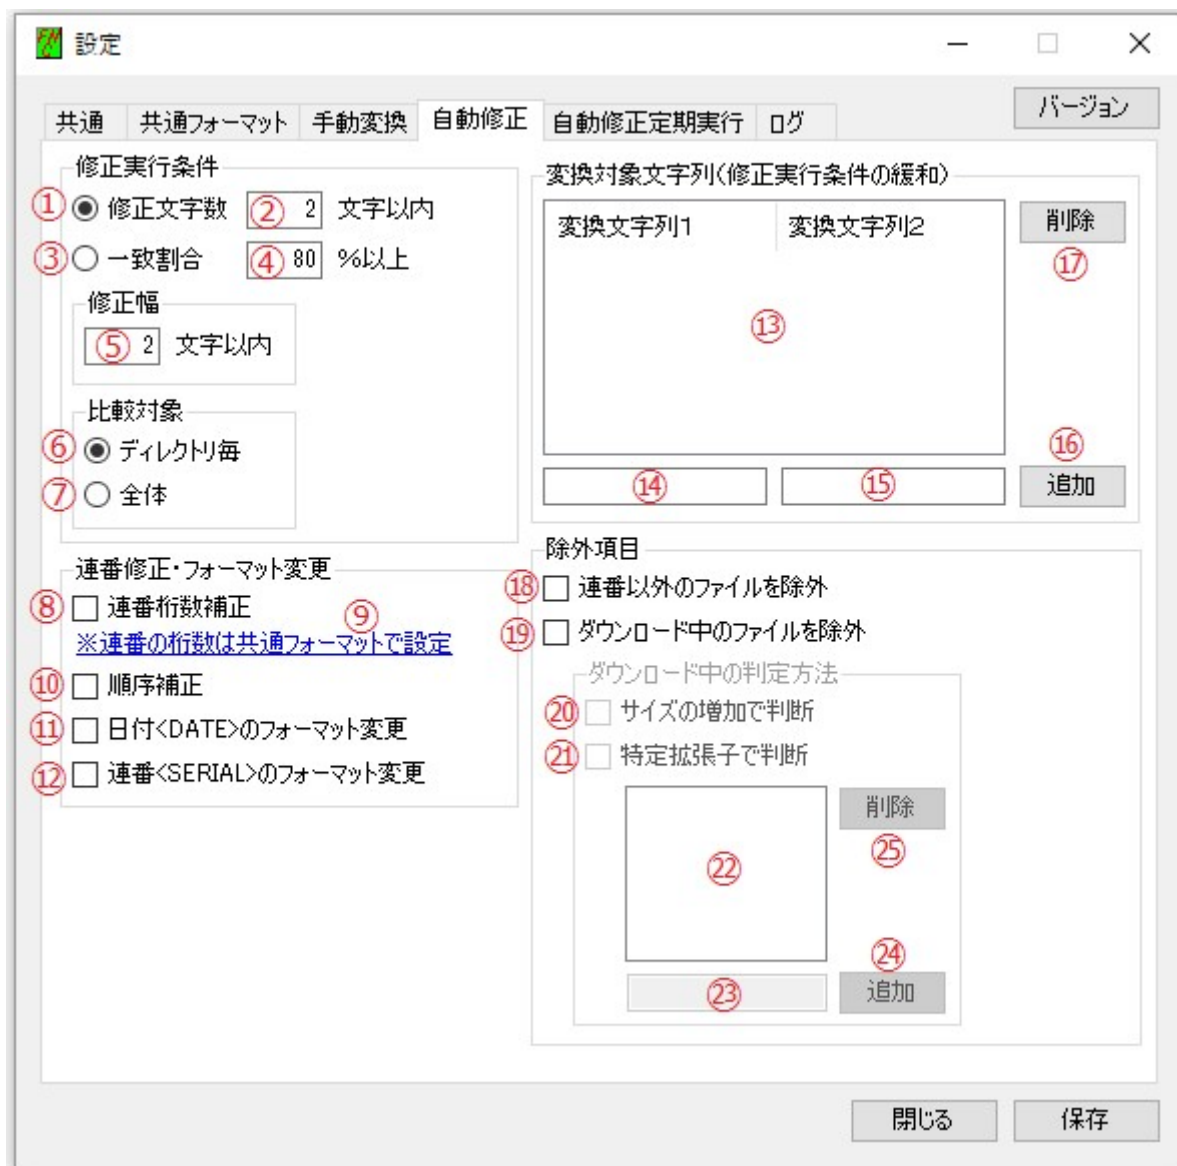 設定
共通 共通フォーマット 手動変換 自動修正 自動修正定期実行 ログ バージョン
修正実行条件
① 修正文字数 ② 2 文字以内
③ 一致割合 ④ 80 %以上
修正幅
⑤ 2 文字以内
比較対象
⑥ ディレクトリ毎
⑦ 全体
変換対象文字列(修正実行条件の緩和)
変換文字列1 変換文字列2 削除
⑰
⑬
⑯
⑭ ⑮ 追加
連番修正・フォーマット変更
⑧ 連番桁数補正 ⑨
※連番の桁数は共通フォーマットで設定
⑩ 順序補正
⑪ 日付<DATE>のフォーマット変更
⑫ 連番<SERIAL>のフォーマット変更
除外項目
⑱ 連番以外のファイルを除外
⑲ ダウンロード中のファイルを除外
ダウンロード中の判定方法
⑳ サイズの増加で判断
㉑ 特定拡張子で判断
削除
㉒ ㉕
㉔
㉓ 追加
閉じる 保存